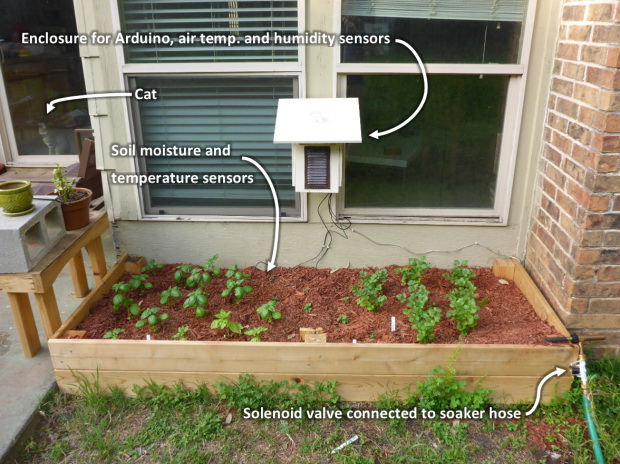 Enclosure for Arduino, air temp. and humidity sensors
Cat
Soil moisture and
temperature sensors
Solenoid valve connected to soaker hose